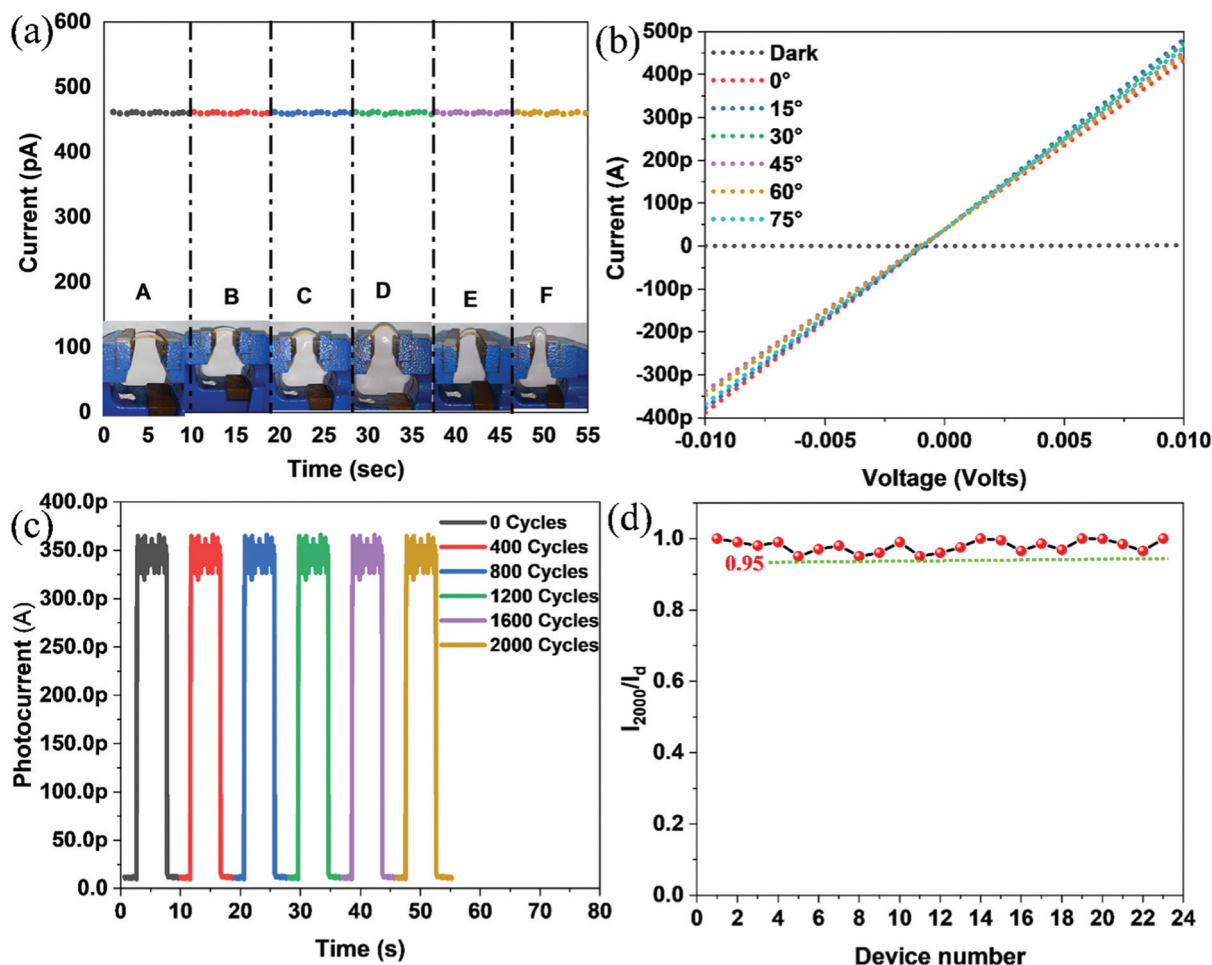 (a)
600
500
400
300
200
100
0
Current (pA)
A B C D E F
0 5 10 15 20 25 30 35 40 45 50 55
Time (sec)
(b)
500p
400p
300p
200p
100p
0
-100p
-200p
-300p
-400p
Current (A)
Dark
0°
15°
30°
45°
60°
75°
-0.010 -0.005 0.000 0.005 0.010
Voltage (Volts)
(c)
400.0p
350.0p
300.0p
250.0p
200.0p
150.0p
100.0p
50.0p
0.0
Photocurrent (A)
0 Cycles
400 Cycles
800 Cycles
1200 Cycles
1600 Cycles
2000 Cycles
0 10 20 30 40 50 60 70 80
Time (s)
(d)
1.0
0.8
0.6
0.4
0.2
0.0
I2000/Id
0.95
0 2 4 6 8 10 12 14 16 18 20 22 24
Device number